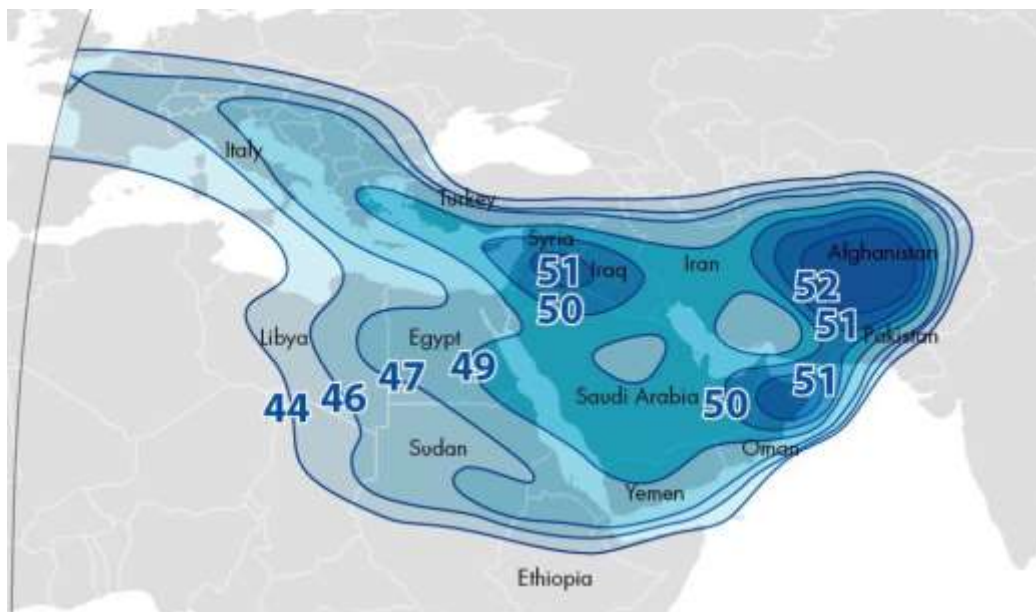 Italy
Turkey
Syria
51
Iraq
Iran
Afghanistan
52
50
51
Pakistan
Libya
Egypt
49
47
46
44
Saudi Arabia
50
51
Sudan
Oman
Yemen
Ethiopia